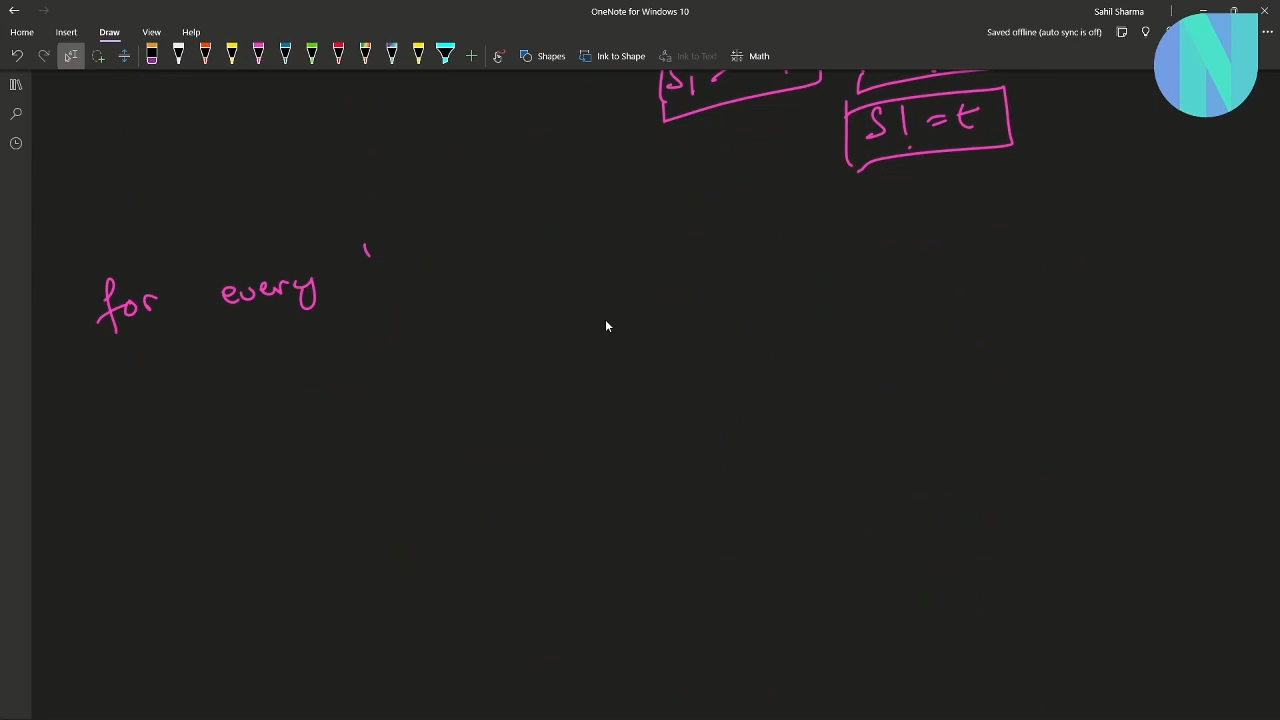 OneNote for Windows 10
Sahil Sharma
Home Insert Draw View Help
Saved offline (auto sync is off)
Shapes Ink to Shape Ink to Text Math
S! = t
for every